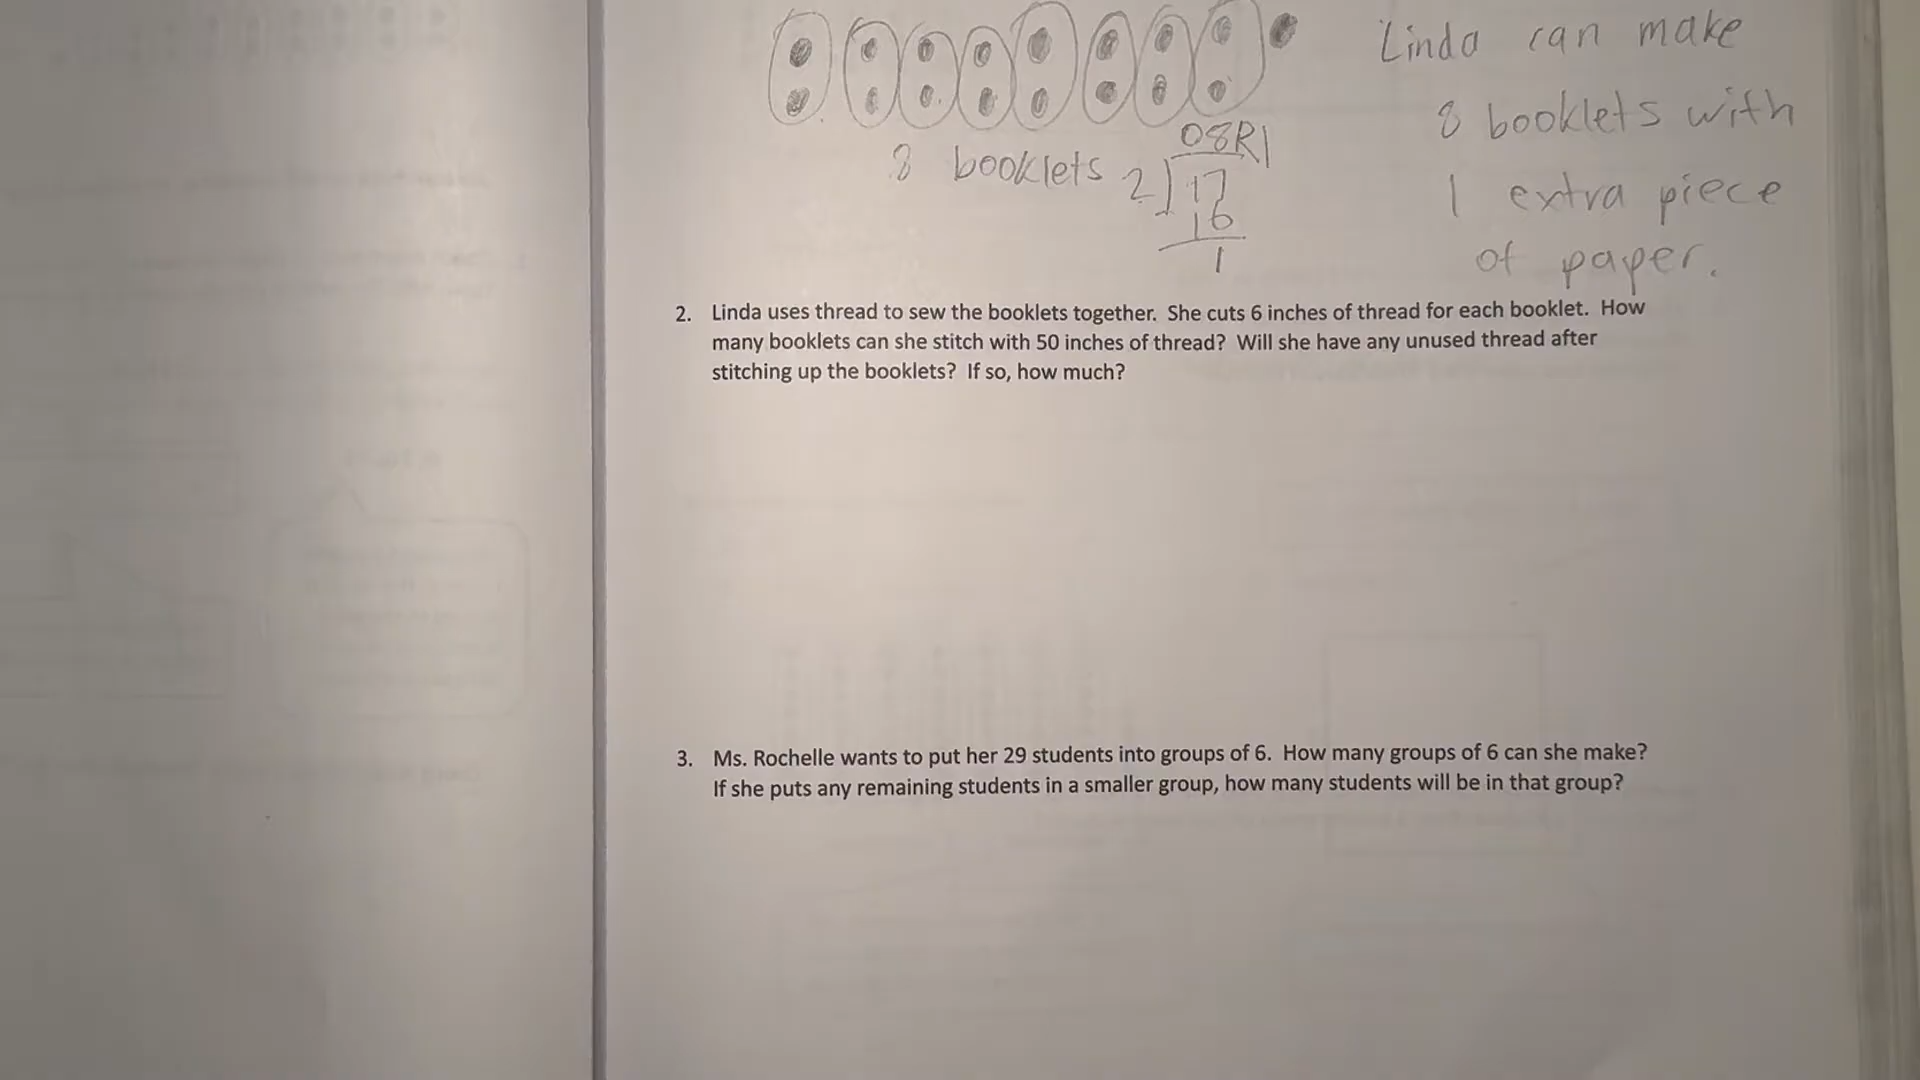 Linda can make
8 booklets with
1 extra piece
of paper.
8 booklets
08R1
2)17
16
1
2. Linda uses thread to sew the booklets together. She cuts 6 inches of thread for each booklet. How
many booklets can she stitch with 50 inches of thread? Will she have any unused thread after
stitching up the booklets? If so, how much?
3. Ms. Rochelle wants to put her 29 students into groups of 6. How many groups of 6 can she make?
If she puts any remaining students in a smaller group, how many students will be in that group?